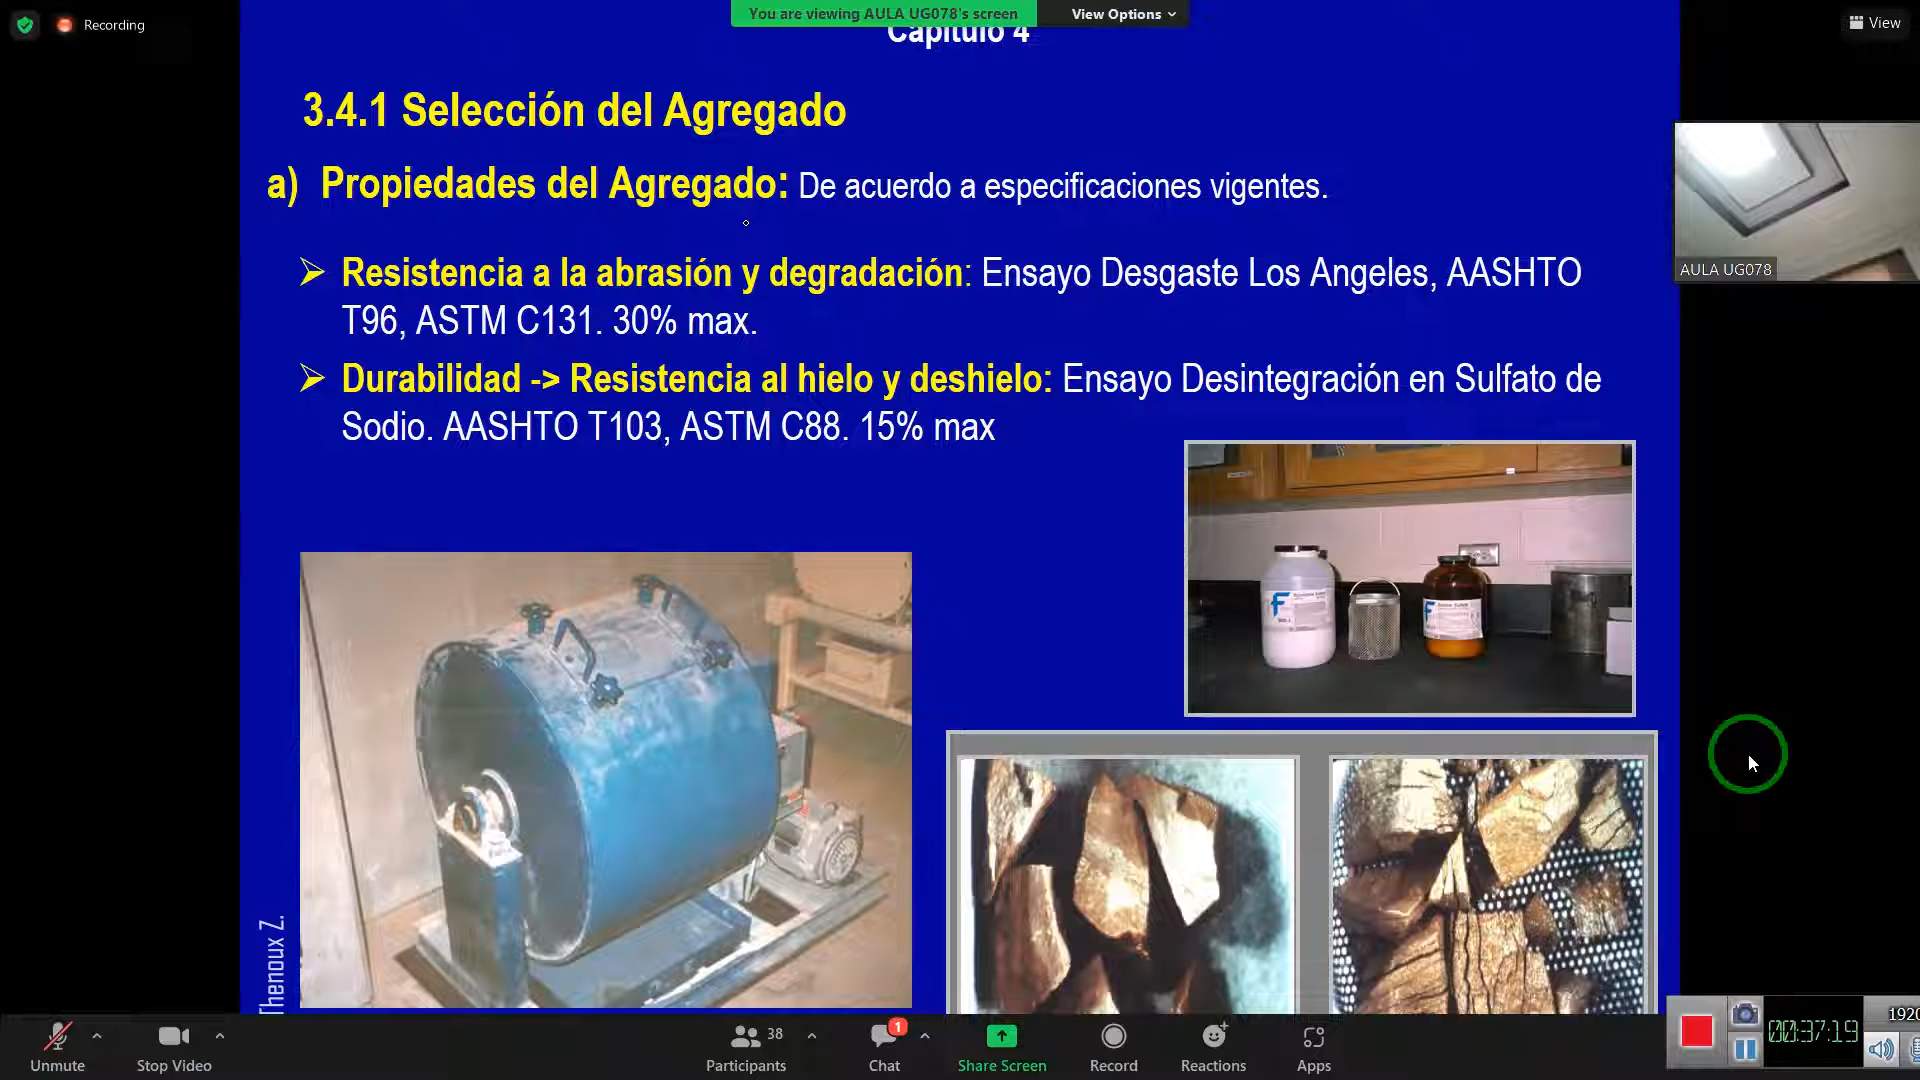 Recording
You are viewing AULA UG078's screen
View Options
View
Capítulo 4
3.4.1 Selección del Agregado
a) Propiedades del Agregado: De acuerdo a especificaciones vigentes.
Resistencia a la abrasión y degradación: Ensayo Desgaste Los Angeles, AASHTO
T96, ASTM C131. 30% max.
Durabilidad -> Resistencia al hielo y deshielo: Ensayo Desintegración en Sulfato de
Sodio. AASHTO T103, ASTM C88. 15% max
AULA UG078
Thenoux Z.
Unmute
Stop Video
Participants
38
Chat
1
Share Screen
Record
Reactions
Apps
00:37:19
1920